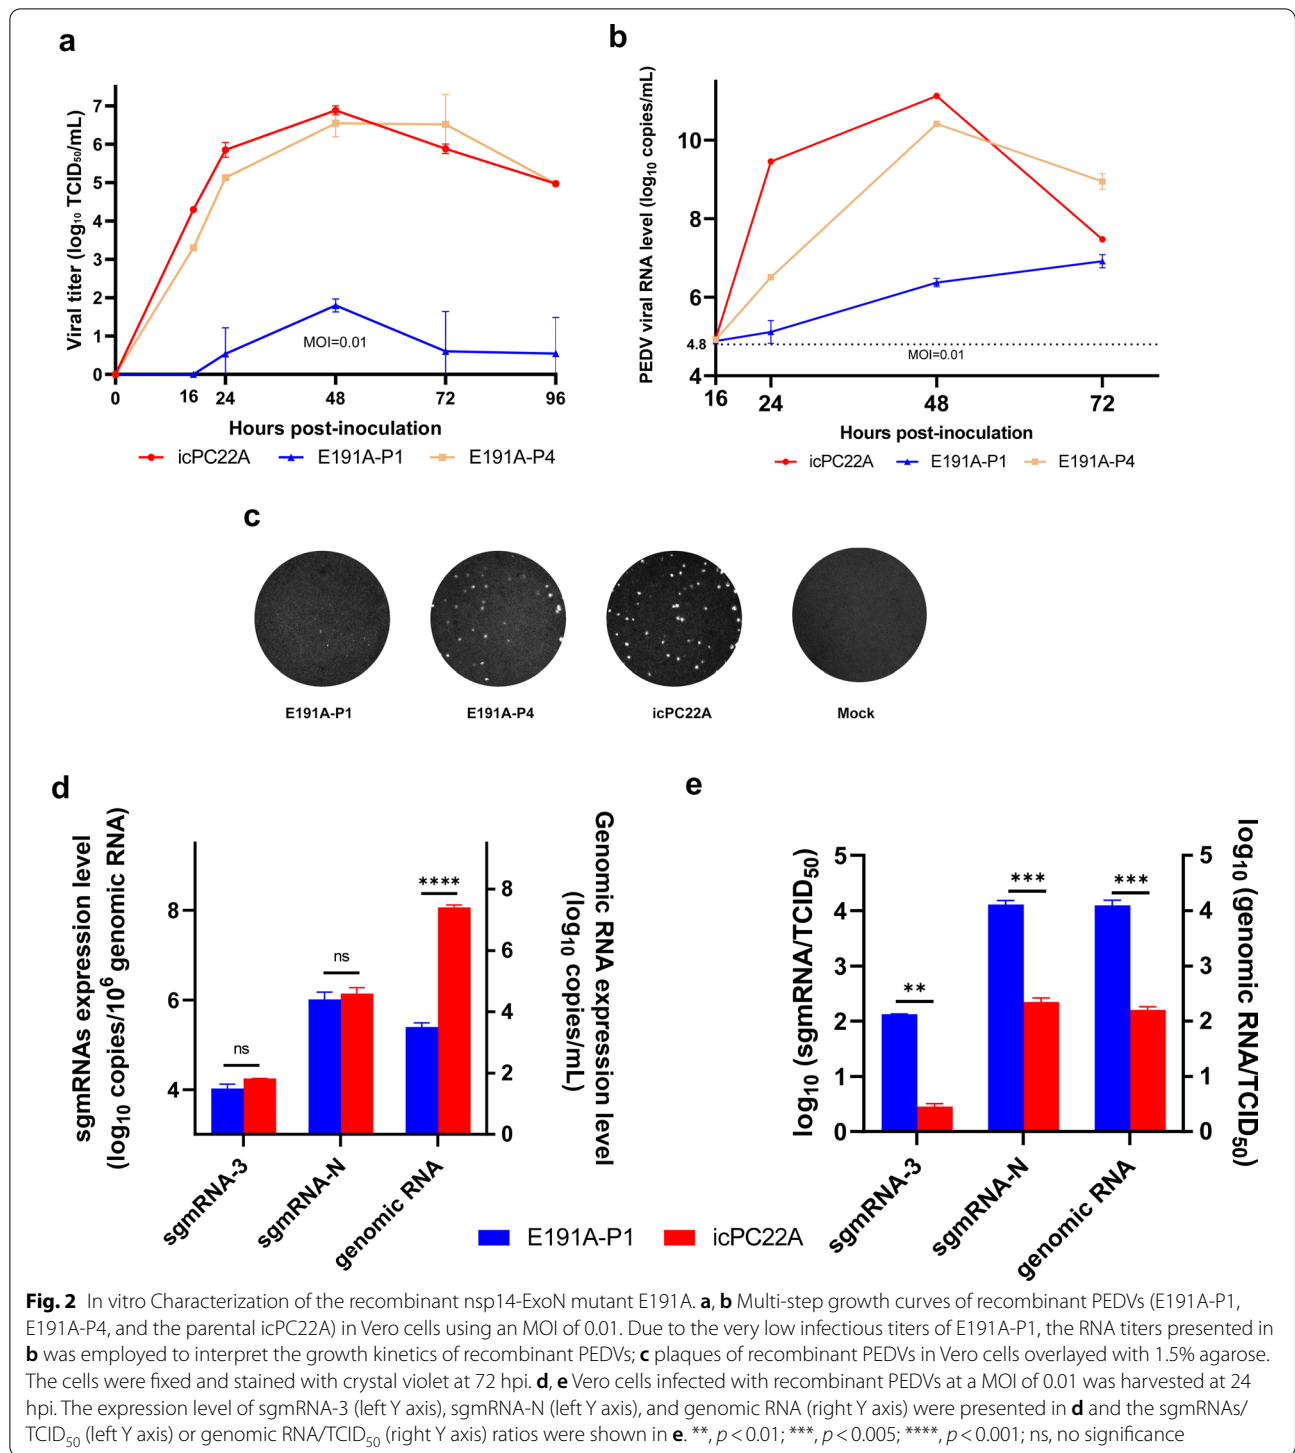 a
Viral titer (log₁₀ TCID₅₀/mL)
7
6
5
4
3
2
1
0
MOI=0.01
0 16 24 48 72 96
Hours post-inoculation
icPC22A E191A-P1 E191A-P4
b
PEDV viral RNA level (log₁₀ copies/mL)
10
8
6
4.8
4
MOI=0.01
16 24 48 72
Hours post-inoculation
icPC22A E191A-P1 E191A-P4
c
E191A-P1 E191A-P4 icPC22A Mock
d
sgmRNAs expression level
(log₁₀ copies/10⁶ genomic RNA)
8
6
4
ns
ns
****
8
6
4
2
0
Genomic RNA expression level
(log₁₀ copies/mL)
sgmRNA-3
sgmRNA-N
genomic RNA
e
log₁₀ (sgmRNA/TCID₅₀)
5
4
3
2
1
0
**
***
***
5
4
3
2
1
0
log₁₀ (genomic RNA/TCID₅₀)
sgmRNA-3
sgmRNA-N
genomic RNA
E191A-P1 icPC22A
Fig. 2 In vitro Characterization of the recombinant nsp14-ExoN mutant E191A. a, b Multi-step growth curves of recombinant PEDVs (E191A-P1,
E191A-P4, and the parental icPC22A) in Vero cells using an MOI of 0.01. Due to the very low infectious titers of E191A-P1, the RNA titers presented in
b was employed to interpret the growth kinetics of recombinant PEDVs; c plaques of recombinant PEDVs in Vero cells overlayed with 1.5% agarose.
The cells were fixed and stained with crystal violet at 72 hpi. d, e Vero cells infected with recombinant PEDVs at a MOI of 0.01 was harvested at 24
hpi. The expression level of sgmRNA-3 (left Y axis), sgmRNA-N (left Y axis), and genomic RNA (right Y axis) were presented in d and the sgmRNAs/
TCID₅₀ (left Y axis) or genomic RNA/TCID₅₀ (right Y axis) ratios were shown in e. **, p < 0.01; ***, p < 0.005; ****, p < 0.001; ns, no significance